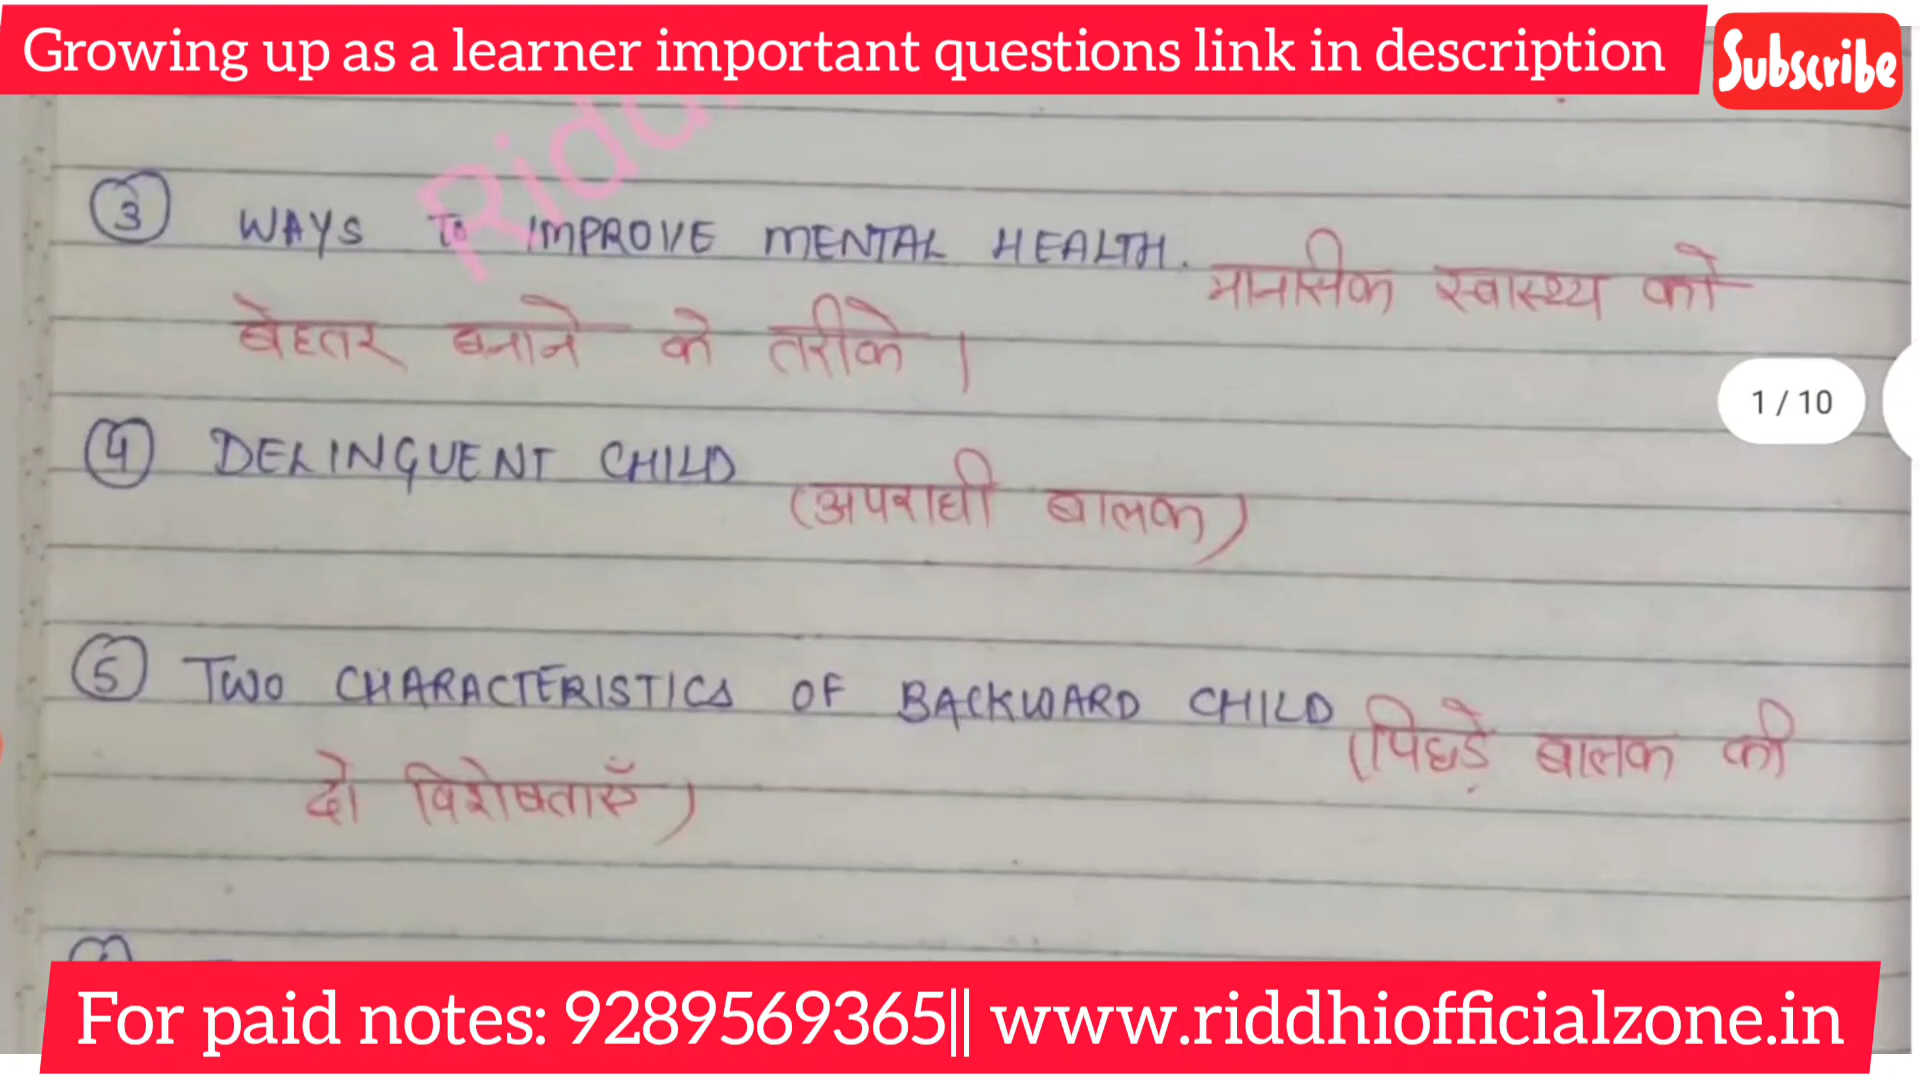 Growing up as a learner important questions link in description
Subscribe
Riddh
③ WAYS TO IMPROVE MENTAL HEALTH. मानसिक स्वास्थ्य को
बेहतर बनाने के तरीके ।
1 / 10
④ DELINQUENT CHILD (अपराधी बालक)
⑤ TWO CHARACTERISTICS OF BACKWARD CHILD (पिछड़े बालक की
दो विशेषताएँ)
For paid notes: 9289569365|| www.riddhiofficialzone.in